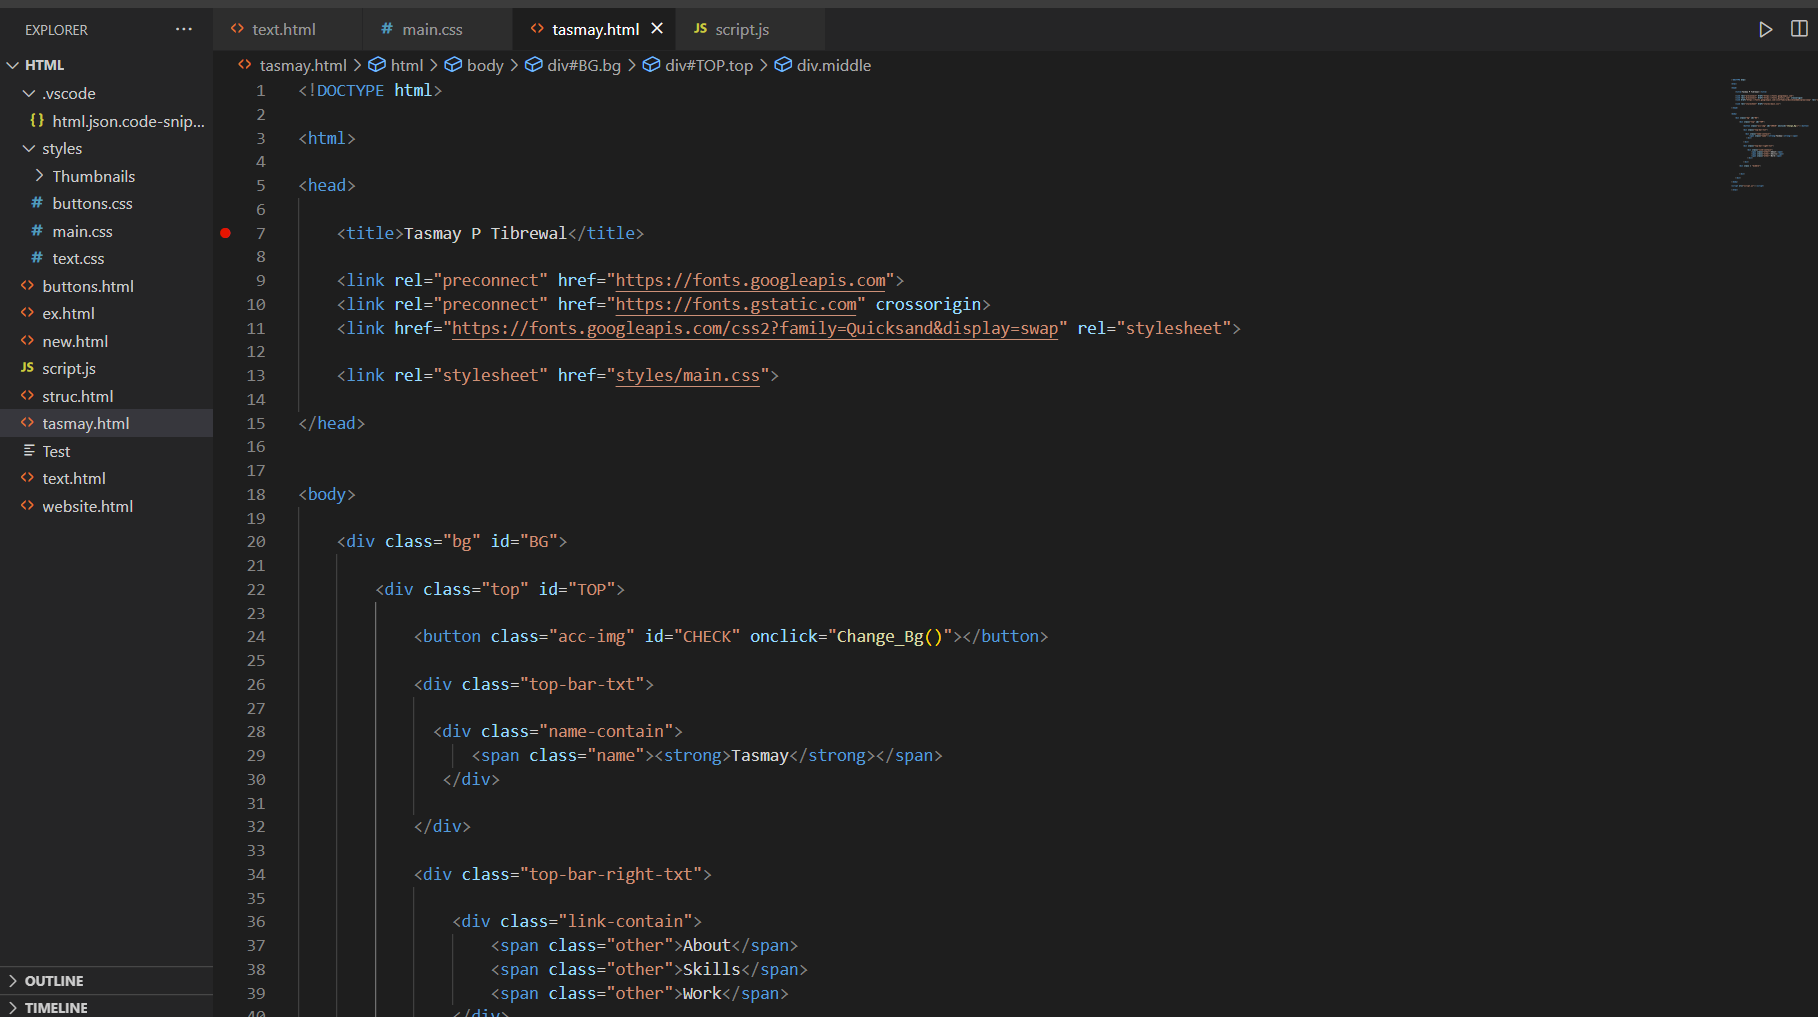 EXPLORER
HTML
.vscode
html.json.code-snip...
styles
Thumbnails
buttons.css
main.css
text.css
buttons.html
ex.html
new.html
script.js
struc.html
tasmay.html
Test
text.html
website.html
OUTLINE
TIMELINE
text.html
main.css
tasmay.html
JS script.js
tasmay.html > html > body > div#BG.bg > div#TOP.top > div.middle
1 <!DOCTYPE html>
2
3 <html>
4
5 <head>
6
7 <title>Tasmay P Tibrewal</title>
8
9 <link rel="preconnect" href="https://fonts.googleapis.com">
10 <link rel="preconnect" href="https://fonts.gstatic.com" crossorigin>
11 <link href="https://fonts.googleapis.com/css2?family=Quicksand&display=swap" rel="stylesheet">
12
13 <link rel="stylesheet" href="styles/main.css">
14
15 </head>
16
17
18 <body>
19
20 <div class="bg" id="BG">
21
22 <div class="top" id="TOP">
23
24 <button class="acc-img" id="CHECK" onclick="Change_Bg()"></button>
25
26 <div class="top-bar-txt">
27
28 <div class="name-contain">
29 <span class="name"><strong>Tasmay</strong></span>
30 </div>
31
32 </div>
33
34 <div class="top-bar-right-txt">
35
36 <div class="link-contain">
37 <span class="other">About</span>
38 <span class="other">Skills</span>
39 <span class="other">Work</span>
40 </div>